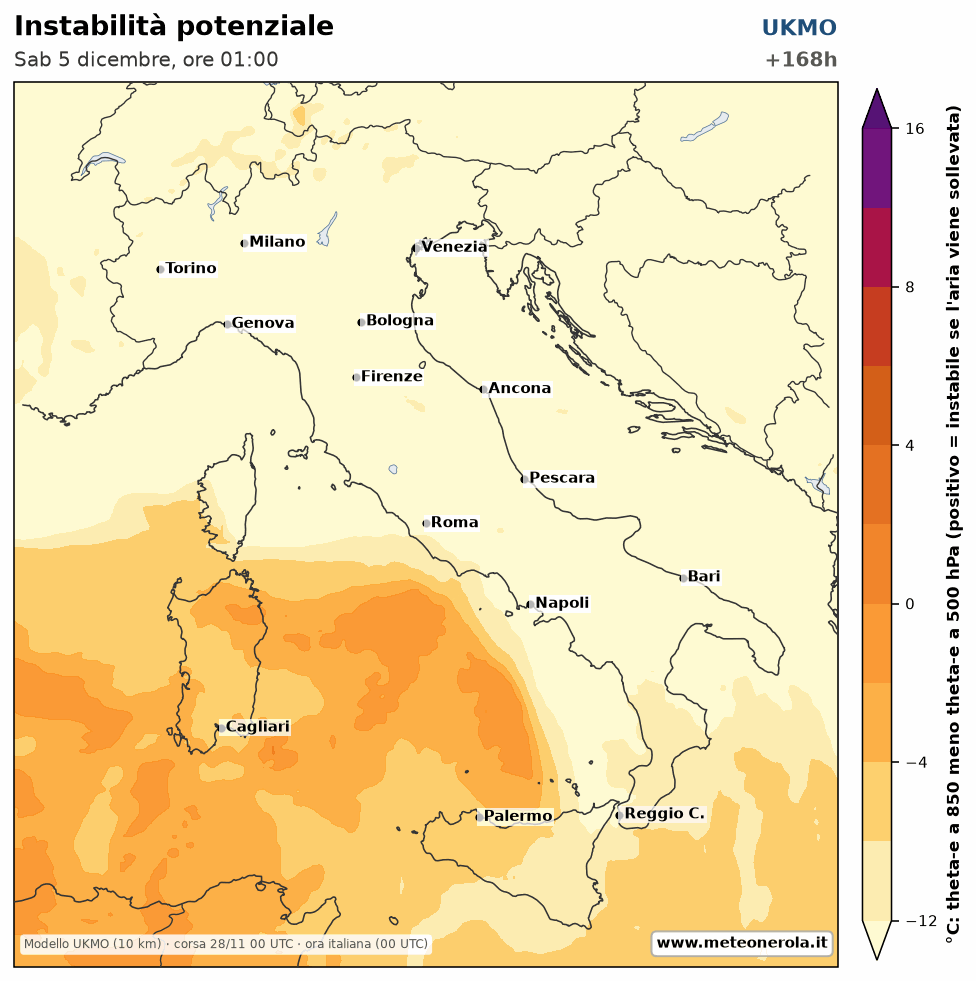 Instabilità potenziale
UKMO
Sab 5 dicembre, ore 01:00
+168h
Milano
Venezia
Torino
Genova
Bologna
Firenze
Ancona
Pescara
Roma
Bari
Napoli
Cagliari
Palermo
Reggio C.
Modello UKMO (10 km) · corsa 28/11 00 UTC · ora italiana (00 UTC)
www.meteonerola.it
16
8
4
0
−4
−12
°C: theta-e a 850 meno theta-e a 500 hPa (positivo = instabile se l'aria viene sollevata)